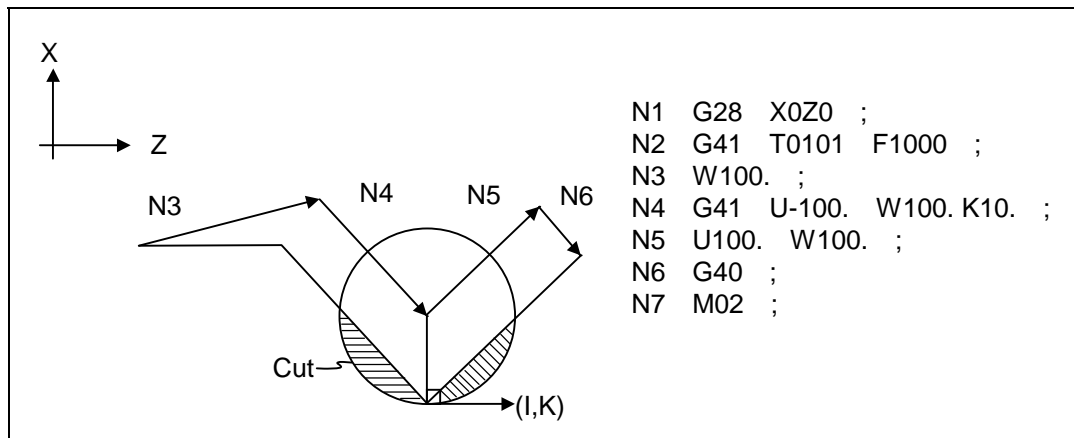 X
Z
N3
N4
N5
N6
Cut
(I,K)
N1 G28 X0Z0 ;
N2 G41 T0101 F1000 ;
N3 W100. ;
N4 G41 U-100. W100. K10. ;
N5 U100. W100. ;
N6 G40 ;
N7 M02 ;